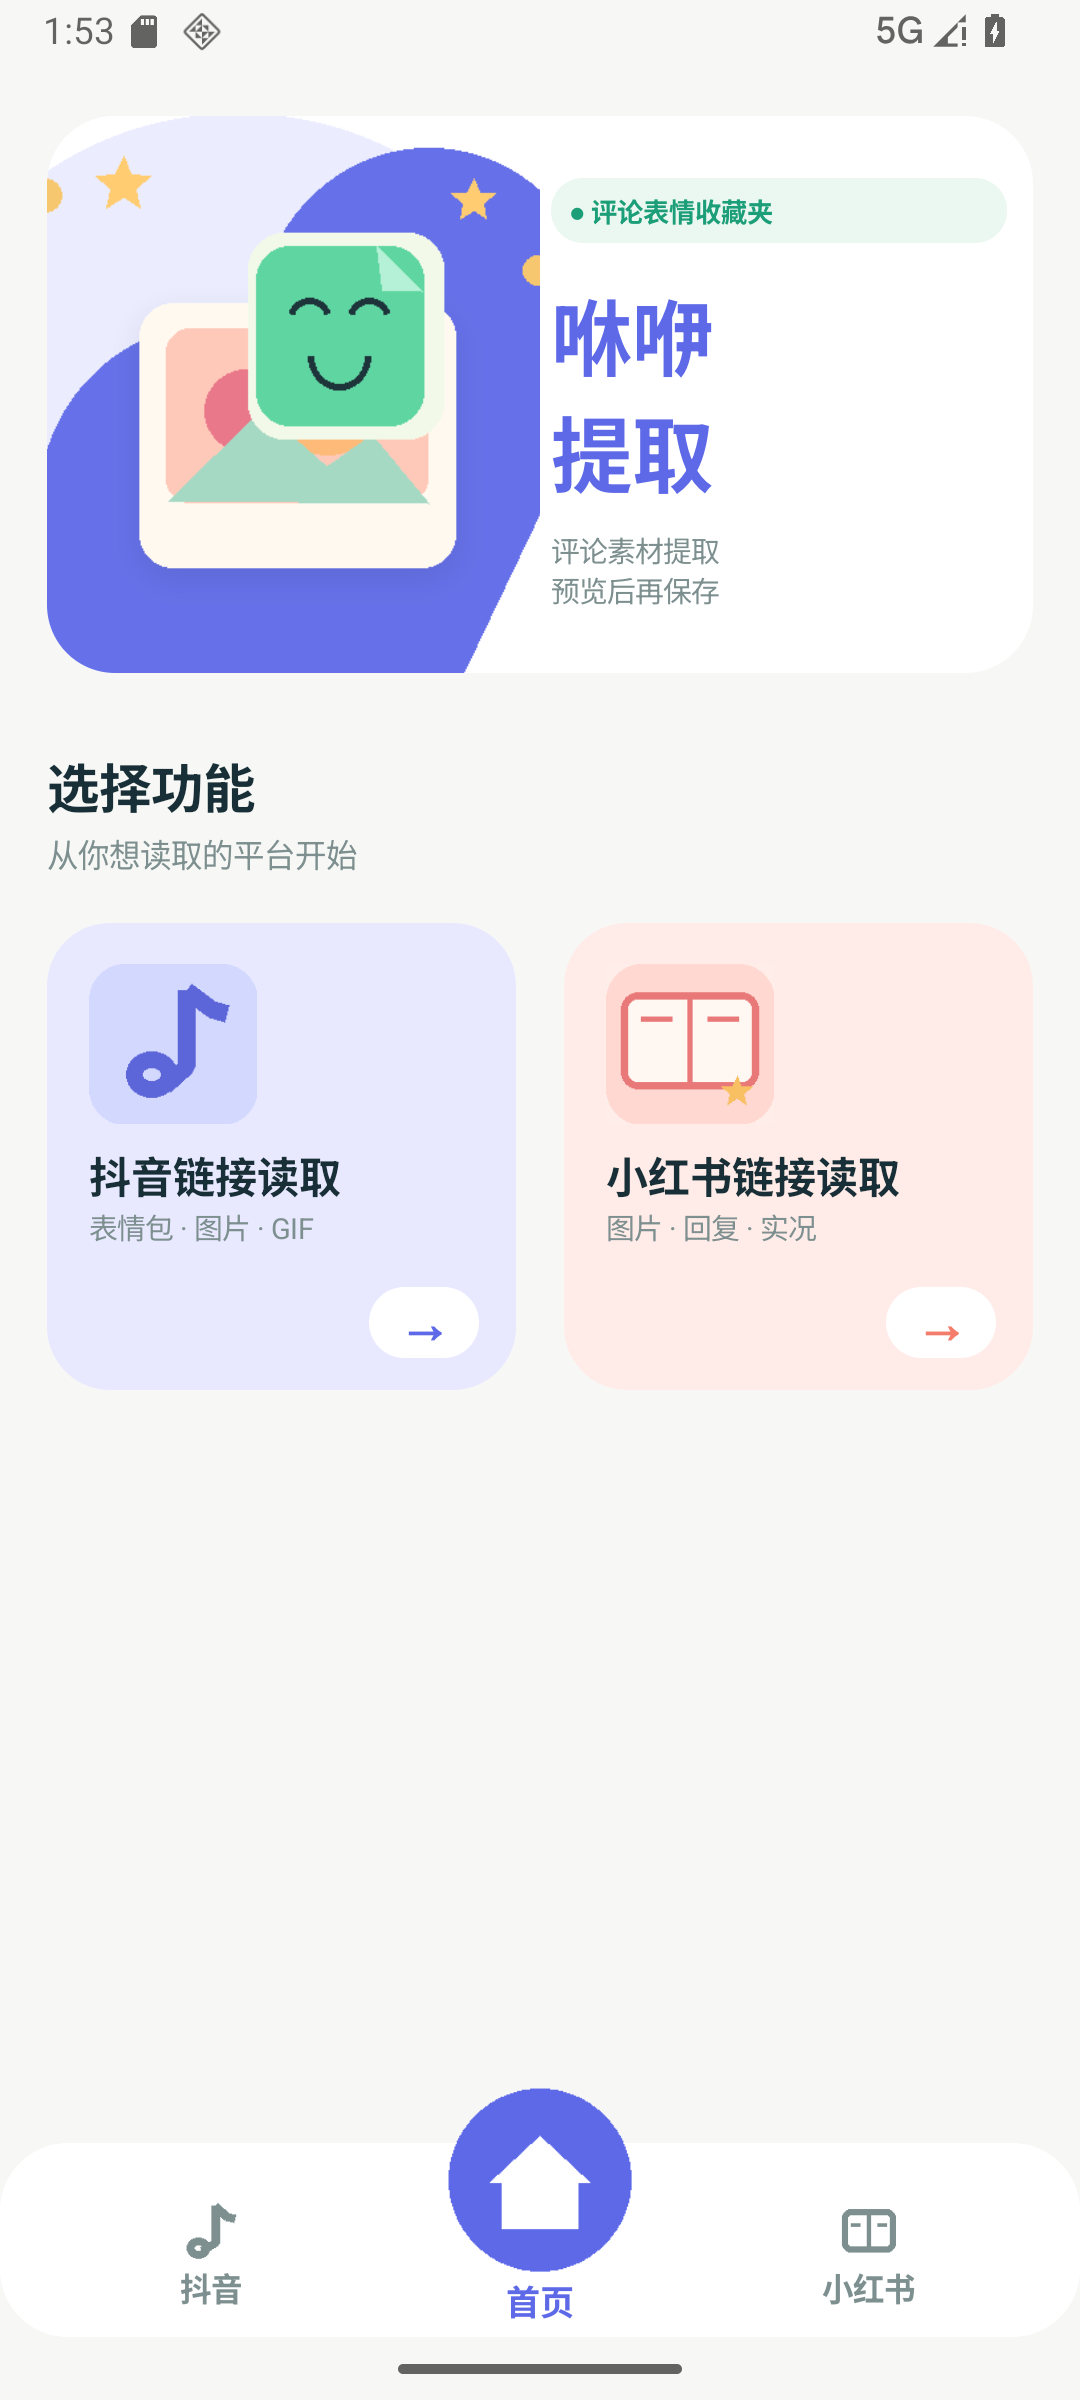 1:53
5G
评论表情收藏夹
咻咿
提取
评论素材提取
预览后再保存
选择功能
从你想读取的平台开始
抖音链接读取
表情包 · 图片 · GIF
→
小红书链接读取
图片 · 回复 · 实况
→
抖音
首页
小红书